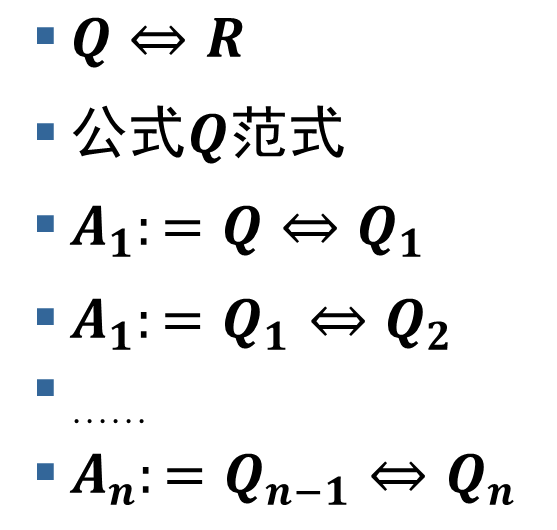 ▪ Q ⇔ R
▪ 公式Q范式
▪ A₁:= Q ⇔ Q₁
▪ A₁:= Q₁ ⇔ Q₂
▪ ......
▪ Aₙ:= Qₙ₋₁ ⇔ Qₙ